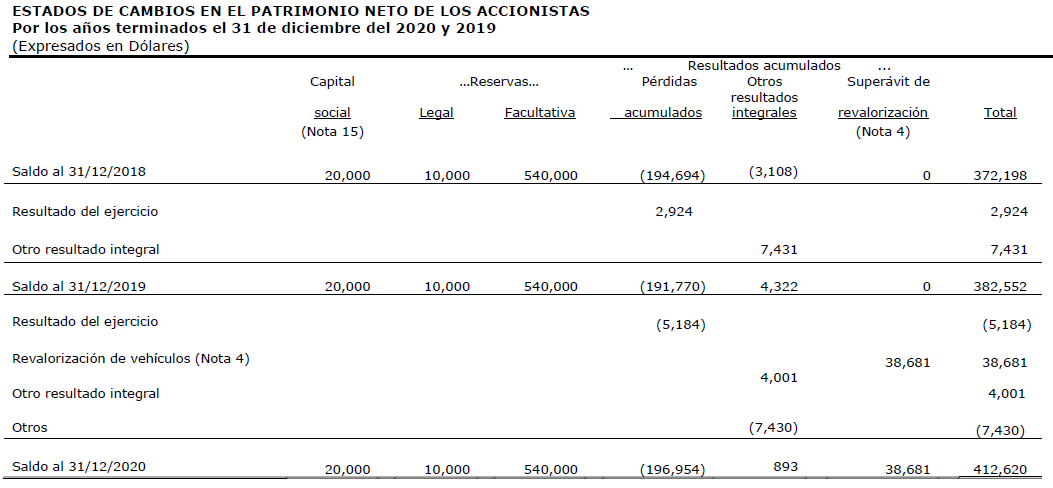 ESTADOS DE CAMBIOS EN EL PATRIMONIO NETO DE LOS ACCIONISTAS
Por los años terminados el 31 de diciembre del 2020 y 2019
(Expresados en Dólares)
... Resultados acumulados ...
Capital ...Reservas... Pérdidas Otros Superávit de
resultados
social Legal Facultativa acumulados integrales revalorización Total
(Nota 15) (Nota 4)
Saldo al 31/12/2018 20,000 10,000 540,000 (194,694) (3,108) 0 372,198
Resultado del ejercicio 2,924 2,924
Otro resultado integral 7,431 7,431
Saldo al 31/12/2019 20,000 10,000 540,000 (191,770) 4,322 0 382,552
Resultado del ejercicio (5,184) (5,184)
Revalorización de vehículos (Nota 4) 38,681 38,681
4,001
Otro resultado integral 4,001
Otros (7,430) (7,430)
Saldo al 31/12/2020 20,000 10,000 540,000 (196,954) 893 38,681 412,620